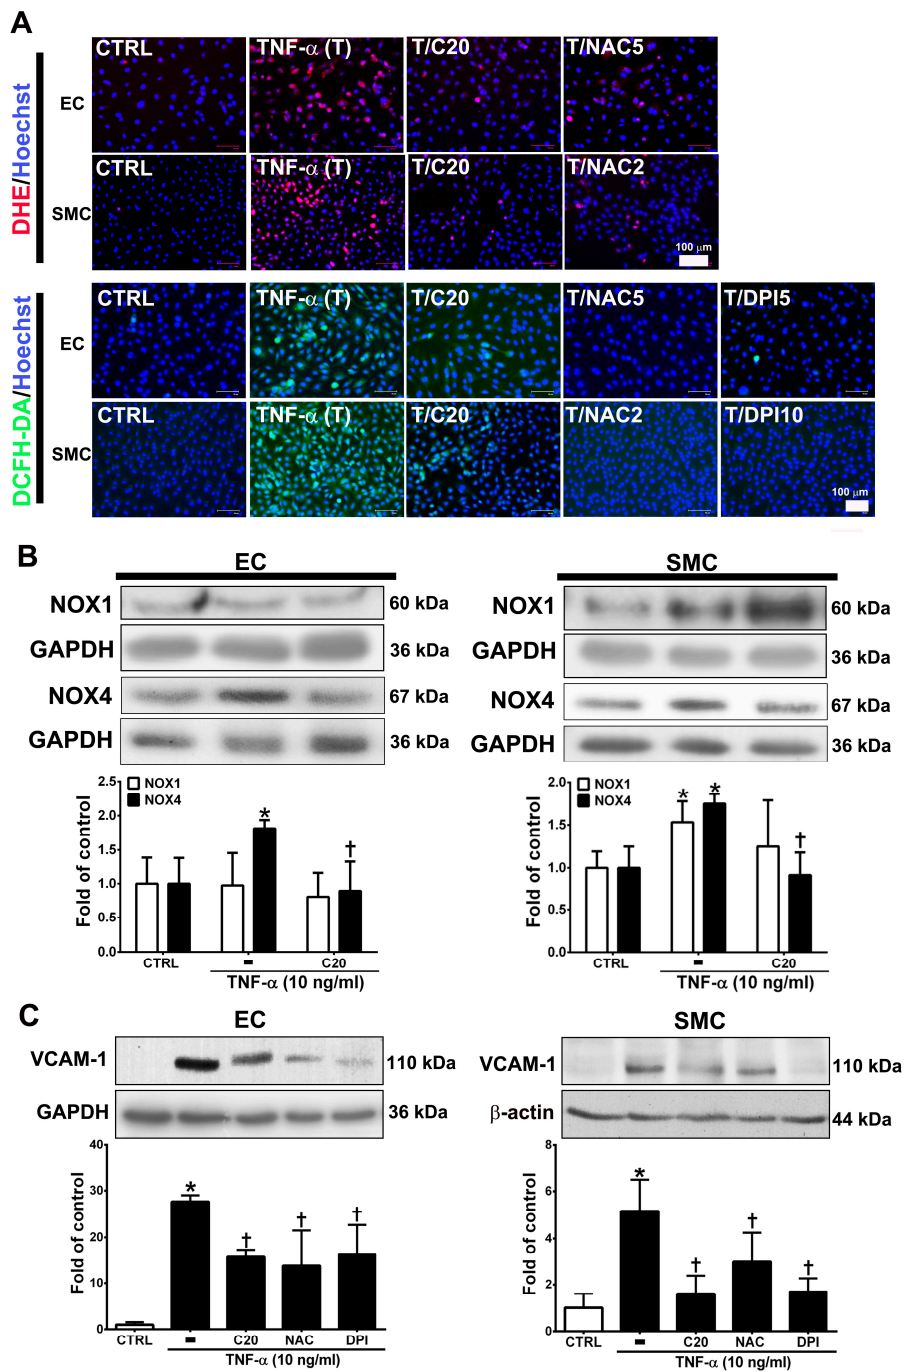 A
DHE/Hoechst
EC
CTRL TNF-α (T) T/C20 T/NAC5
SMC
CTRL TNF-α (T) T/C20 T/NAC2
100 μm
DCFH-DA/Hoechst
EC
CTRL TNF-α (T) T/C20 T/NAC5 T/DPI5
SMC
CTRL TNF-α (T) T/C20 T/NAC2 T/DPI10
100 μm
B
EC
NOX1 60 kDa
GAPDH 36 kDa
NOX4 67 kDa
GAPDH 36 kDa
Fold of control
2.5
2.0
1.5
1.0
0.5
0.0
NOX1
NOX4
*
†
CTRL - C20
TNF-α (10 ng/ml)
SMC
NOX1 60 kDa
GAPDH 36 kDa
NOX4 67 kDa
GAPDH 36 kDa
Fold of control
2.0
1.5
1.0
0.5
0.0
NOX1
NOX4
* *
†
CTRL - C20
TNF-α (10 ng/ml)
C
EC
VCAM-1 110 kDa
GAPDH 36 kDa
Fold of control
40
30
20
10
0
*
† † †
CTRL - C20 NAC DPI
TNF-α (10 ng/ml)
SMC
VCAM-1 110 kDa
β-actin 44 kDa
Fold of control
8
6
4
2
0
*
† † †
CTRL - C20 NAC DPI
TNF-α (10 ng/ml)